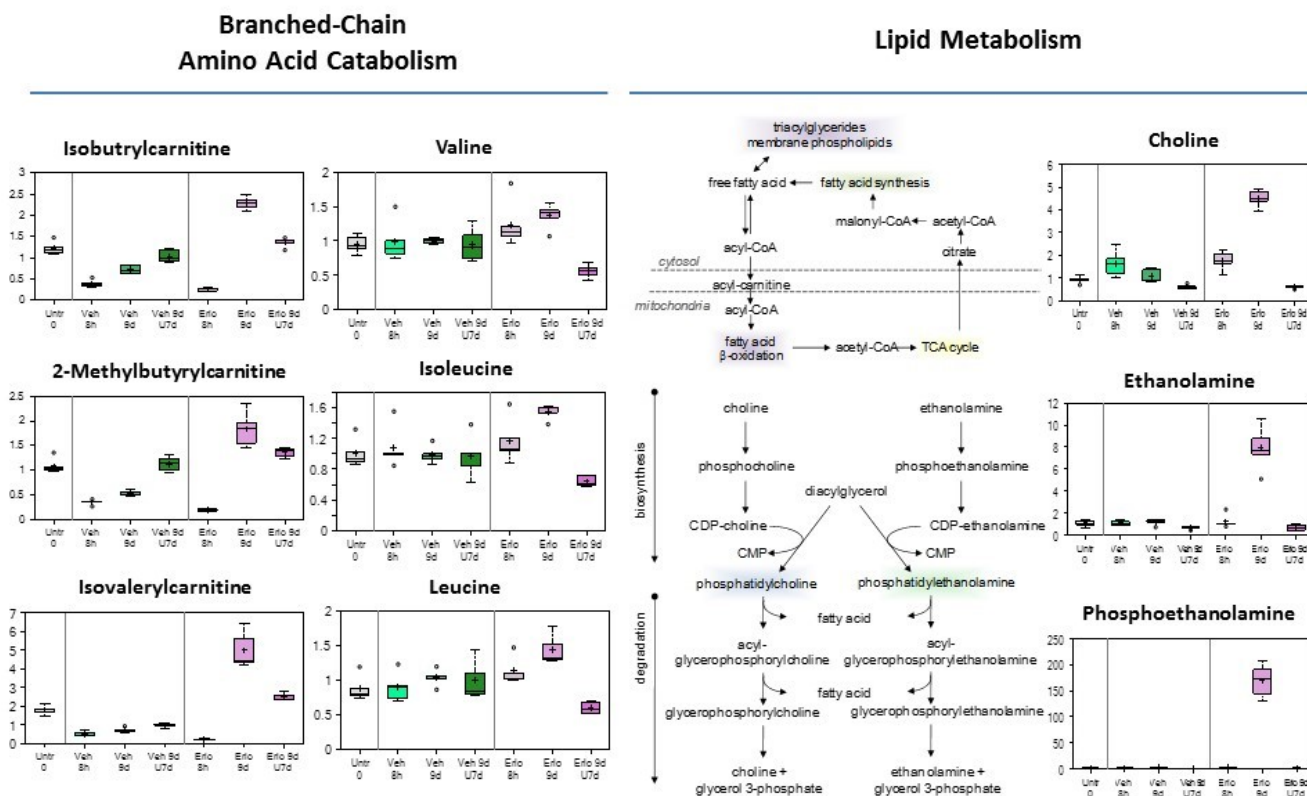 Branched-Chain
Amino Acid Catabolism
Lipid Metabolism
Isobutrylcarnitine
3
2.5
2
1.5
1
0.5
0
Untr
0
Veh
8h
Veh
9d
Veh 9d
U7d
Erlo
8h
Erlo
9d
Erlo 9d
U7d
Valine
2
1.5
1
0.5
0
Untr
0
Veh
8h
Veh
9d
Veh 9d
U7d
Erlo
8h
Erlo
9d
Erlo 9d
U7d
2-Methylbutyrylcarnitine
2.5
2
1.5
1
0.5
0
Untr
0
Veh
8h
Veh
9d
Veh 9d
U7d
Erlo
8h
Erlo
9d
Erlo 9d
U7d
Isoleucine
1.6
1.2
0.8
0.4
0
Untr
0
Veh
8h
Veh
9d
Veh 9d
U7d
Erlo
8h
Erlo
9d
Erlo 9d
U7d
Isovalerylcarnitine
7
6
5
4
3
2
1
0
Untr
0
Veh
8h
Veh
9d
Veh 9d
U7d
Erlo
8h
Erlo
9d
Erlo 9d
U7d
Leucine
2
1.5
1
0.5
0
Untr
0
Veh
8h
Veh
9d
Veh 9d
U7d
Erlo
8h
Erlo
9d
Erlo 9d
U7d
triacylglycerides
membrane phospholipids
free fatty acid
fatty acid synthesis
malonyl-CoA
acetyl-CoA
acyl-CoA
citrate
cytosol
acyl-carnitine
mitochondria
acyl-CoA
fatty acid
β-oxidation
acetyl-CoA
TCA cycle
biosynthesis
choline
ethanolamine
phosphocholine
phosphoethanolamine
diacylglycerol
CDP-choline
CDP-ethanolamine
CMP
CMP
phosphatidylcholine
phosphatidylethanolamine
degradation
fatty acid
acyl-
glycerophosphorylcholine
acyl-
glycerophosphorylethanolamine
fatty acid
glycerophosphorylcholine
glycerophosphorylethanolamine
choline +
glycerol 3-phosphate
ethanolamine +
glycerol 3-phosphate
Choline
6
5
4
3
2
1
0
Untr
0
Veh
8h
Veh
9d
Veh 9d
U7d
Erlo
8h
Erlo
9d
Erlo 9d
U7d
Ethanolamine
12
10
8
6
4
2
0
Untr
0
Veh
8h
Veh
9d
Veh 9d
U7d
Erlo
8h
Erlo
9d
Erlo 9d
U7d
Phosphoethanolamine
250
200
150
100
50
0
Untr
0
Veh
8h
Veh
9d
Veh 9d
U7d
Erlo
8h
Erlo
9d
Erlo 9d
U7d